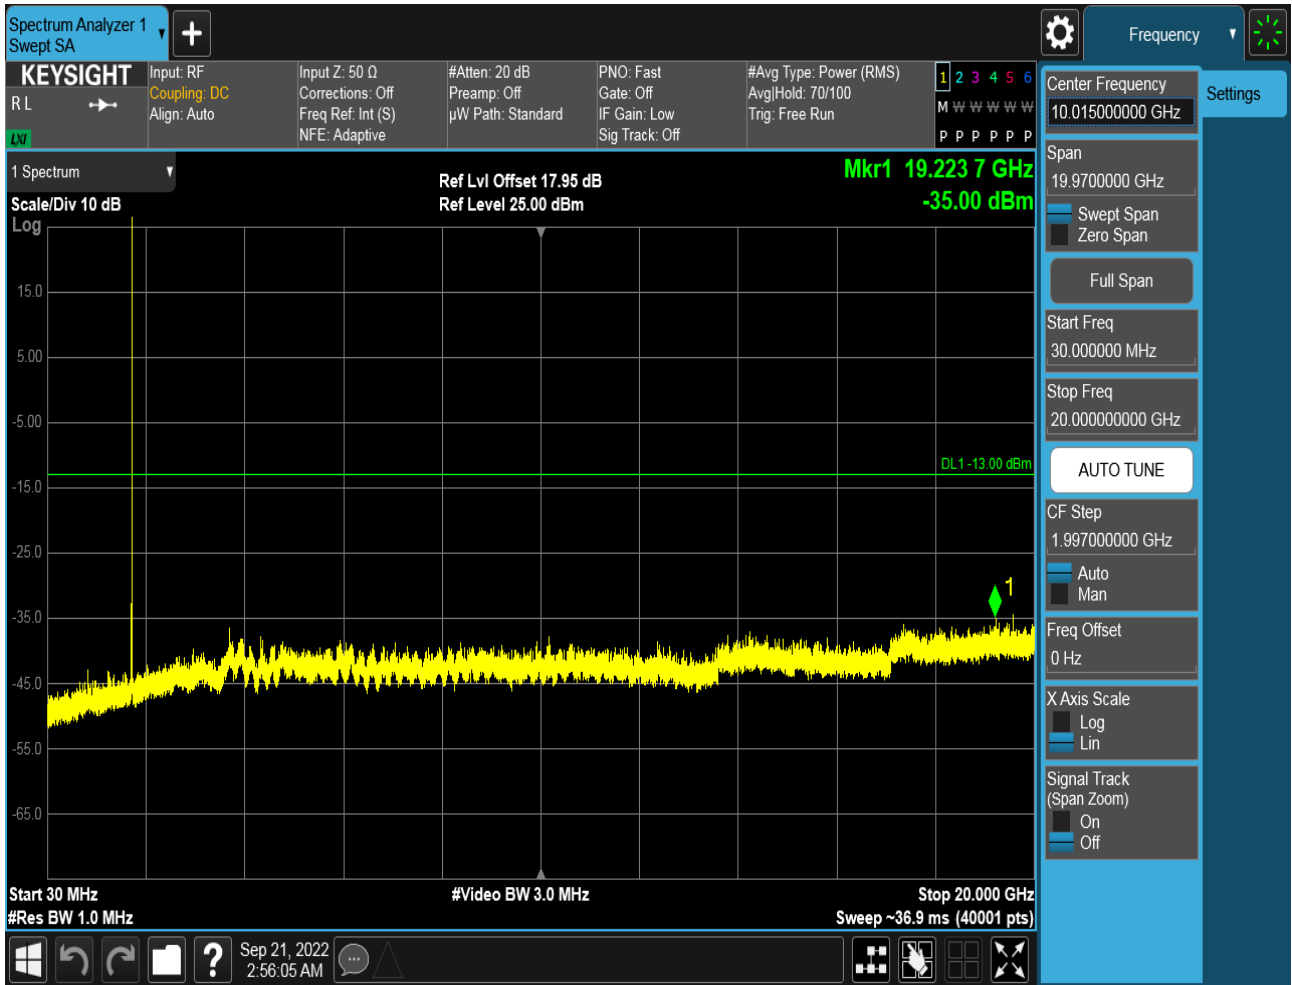 Spectrum Analyzer 1
Swept SA
Frequency
KEYSIGHT
R L
LXI
Input: RF
Coupling: DC
Align: Auto
Input Z: 50 Ω
Corrections: Off
Freq Ref: Int (S)
NFE: Adaptive
#Atten: 20 dB
Preamp: Off
µW Path: Standard
PNO: Fast
Gate: Off
IF Gain: Low
Sig Track: Off
#Avg Type: Power (RMS)
Avg|Hold: 70/100
Trig: Free Run
1 2 3 4 5 6
M W W W W W
P P P P P P
1 Spectrum
Scale/Div 10 dB
Log
Ref Lvl Offset 17.95 dB
Ref Level 25.00 dBm
Mkr1 19.223 7 GHz
-35.00 dBm
15.0
5.00
-5.00
-15.0
-25.0
-35.0
-45.0
-55.0
-65.0
DL1 -13.00 dBm
1
Start 30 MHz
#Res BW 1.0 MHz
#Video BW 3.0 MHz
Stop 20.000 GHz
Sweep ~36.9 ms (40001 pts)
Sep 21, 2022
2:56:05 AM
Center Frequency
10.015000000 GHz
Settings
Span
19.9700000 GHz
Swept Span
Zero Span
Full Span
Start Freq
30.000000 MHz
Stop Freq
20.000000000 GHz
AUTO TUNE
CF Step
1.997000000 GHz
Auto
Man
Freq Offset
0 Hz
X Axis Scale
Log
Lin
Signal Track
(Span Zoom)
On
Off